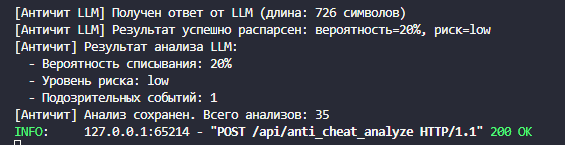 [Античит LLM] Получен ответ от LLM (длина: 726 символов)
[Античит LLM] Результат успешно распарсен: вероятность=20%, риск=low
[Античит] Результат анализа LLM:
- Вероятность списывания: 20%
- Уровень риска: low
- Подозрительных событий: 1
[Античит] Анализ сохранен. Всего анализов: 35
INFO: 127.0.0.1:65214 - "POST /api/anti_cheat_analyze HTTP/1.1" 200 OK